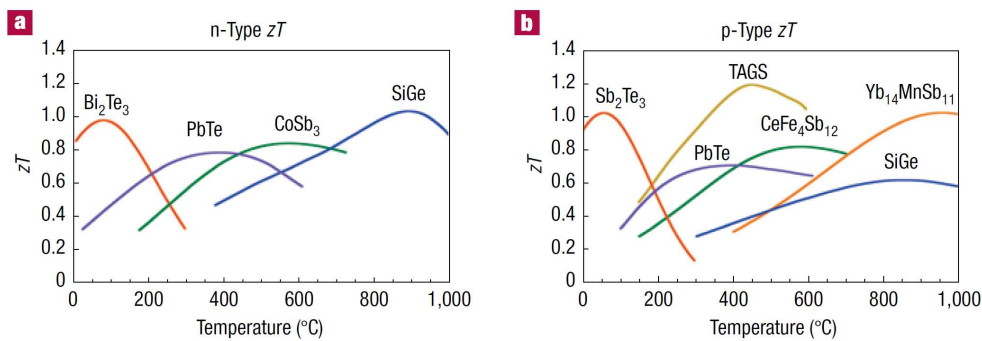 a
n-Type zT
1.4
1.2
1.0
0.8
0.6
0.4
0.2
0
zT
Bi₂Te₃
PbTe
CoSb₃
SiGe
0 200 400 600 800 1,000
Temperature (°C)
b
p-Type zT
1.4
1.2
1.0
0.8
0.6
0.4
0.2
0
zT
Sb₂Te₃
TAGS
PbTe
CeFe₄Sb₁₂
Yb₁₄MnSb₁₁
SiGe
0 200 400 600 800 1,000
Temperature (°C)